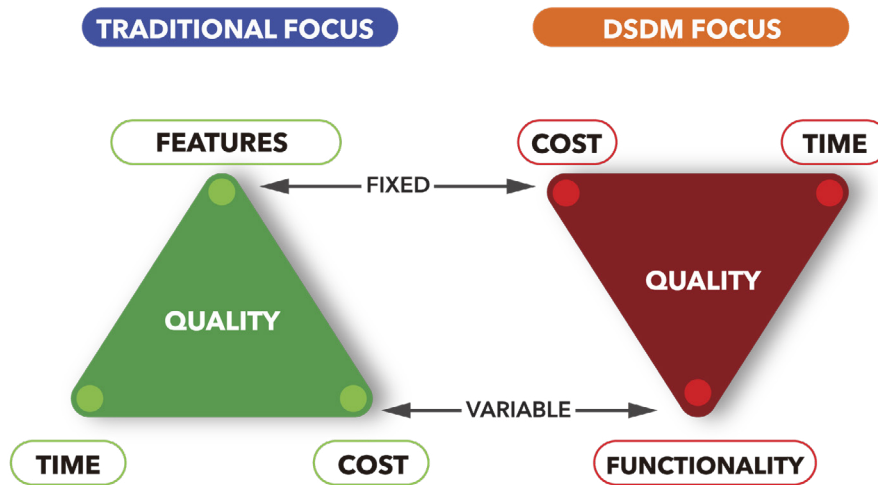 TRADITIONAL FOCUS
DSDM FOCUS
FEATURES
COST
TIME
FIXED
QUALITY
QUALITY
VARIABLE
TIME
COST
FUNCTIONALITY